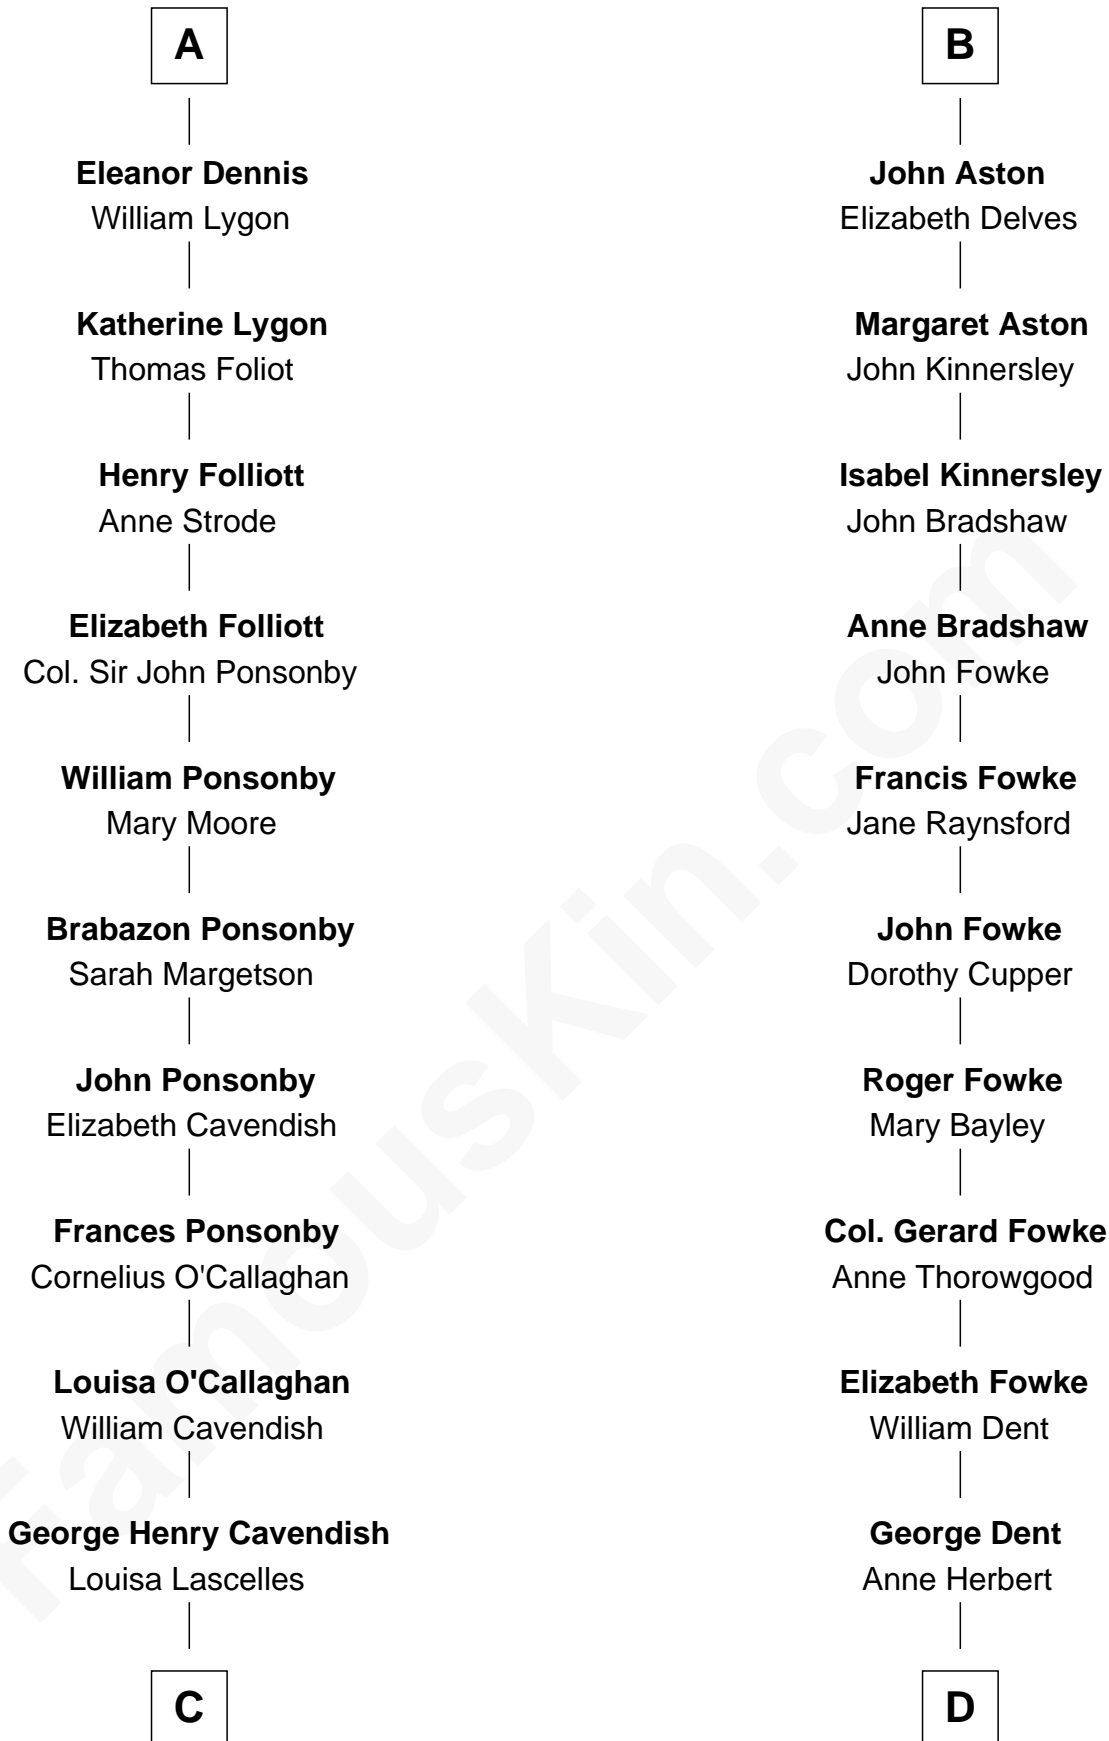 A
Eleanor Dennis
William Lygon
Katherine Lygon
Thomas Foliot
Henry Folliott
Anne Strode
Elizabeth Folliott
Col. Sir John Ponsonby
William Ponsonby
Mary Moore
Brabazon Ponsonby
Sarah Margetson
John Ponsonby
Elizabeth Cavendish
Frances Ponsonby
Cornelius O'Callaghan
Louisa O'Callaghan
William Cavendish
George Henry Cavendish
Louisa Lascelles
C
B
John Aston
Elizabeth Delves
Margaret Aston
John Kinnersley
Isabel Kinnersley
John Bradshaw
Anne Bradshaw
John Fowke
Francis Fowke
Jane Raynsford
John Fowke
Dorothy Cupper
Roger Fowke
Mary Bayley
Col. Gerard Fowke
Anne Thorowgood
Elizabeth Fowke
William Dent
George Dent
Anne Herbert
D
FamousKin.com